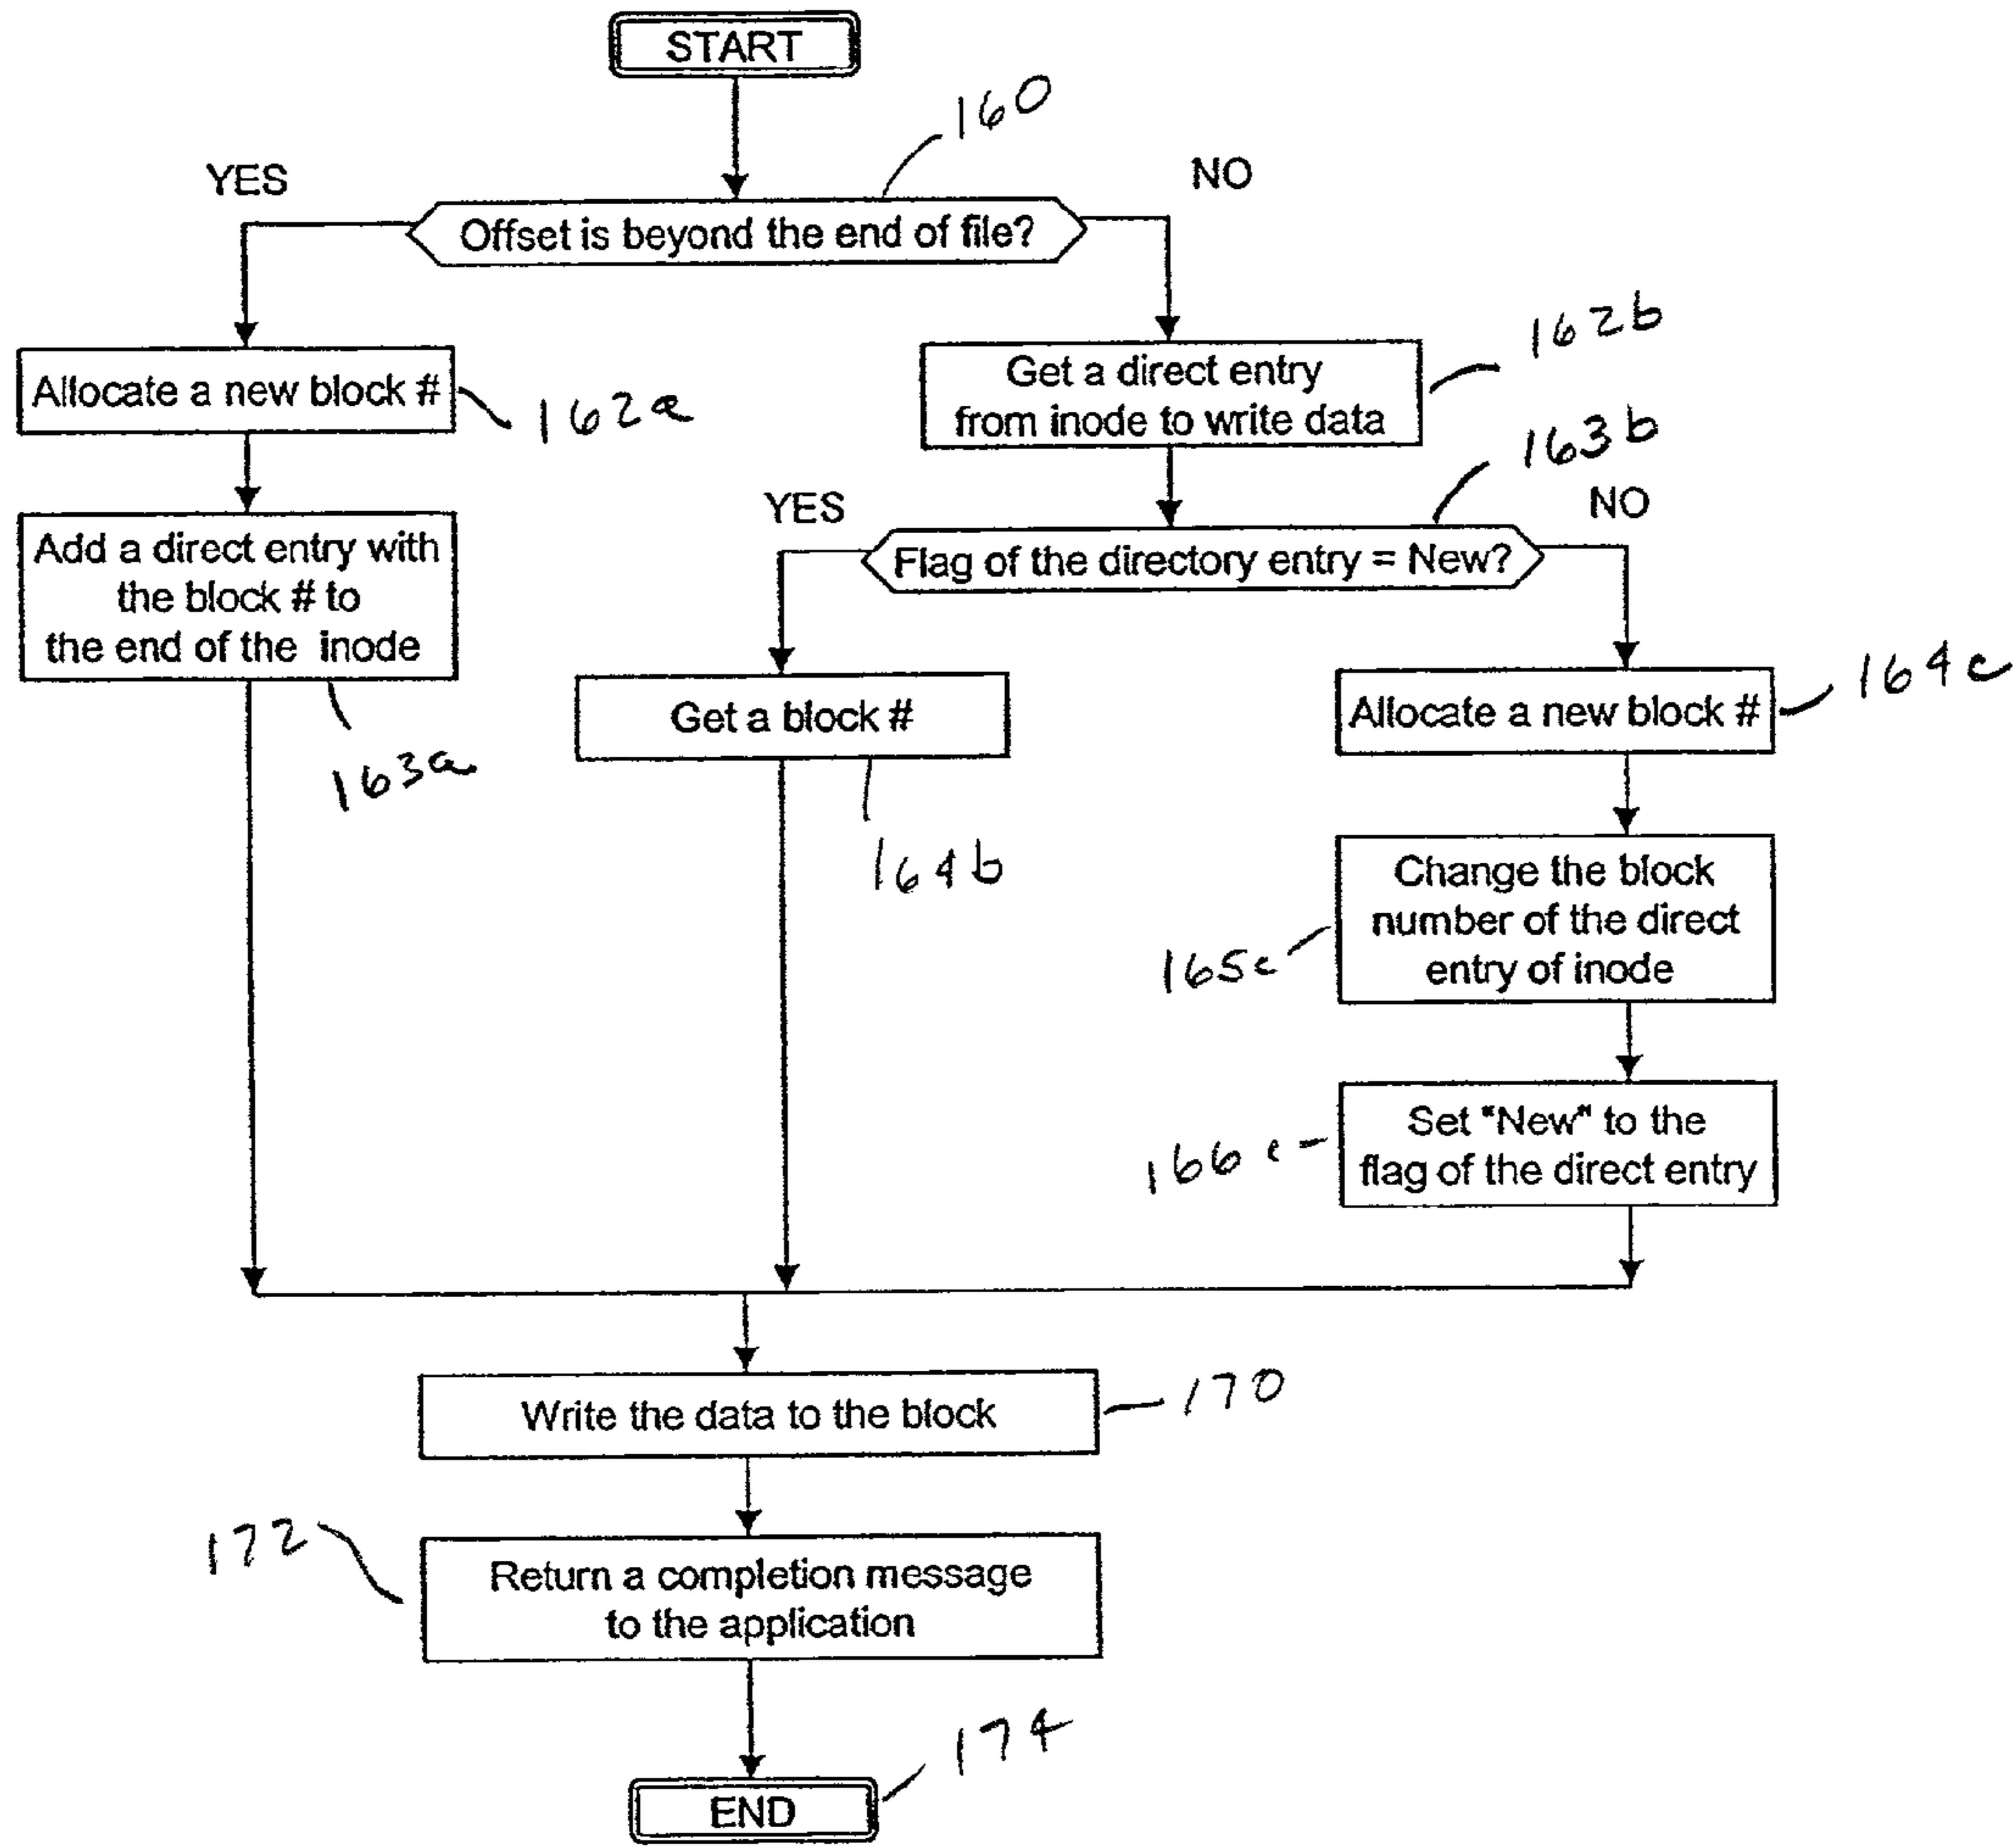 START
160
YES
NO
Offset is beyond the end of file?
162b
Allocate a new block #
162a
Get a direct entry
from inode to write data
163b
YES
NO
Add a direct entry with
the block # to
the end of the inode
163a
Flag of the directory entry = New?
Get a block #
164b
Allocate a new block #
164c
Change the block
number of the direct
entry of inode
165c
Set "New" to the
flag of the direct entry
166c
Write the data to the block
170
172
Return a completion message
to the application
174
END